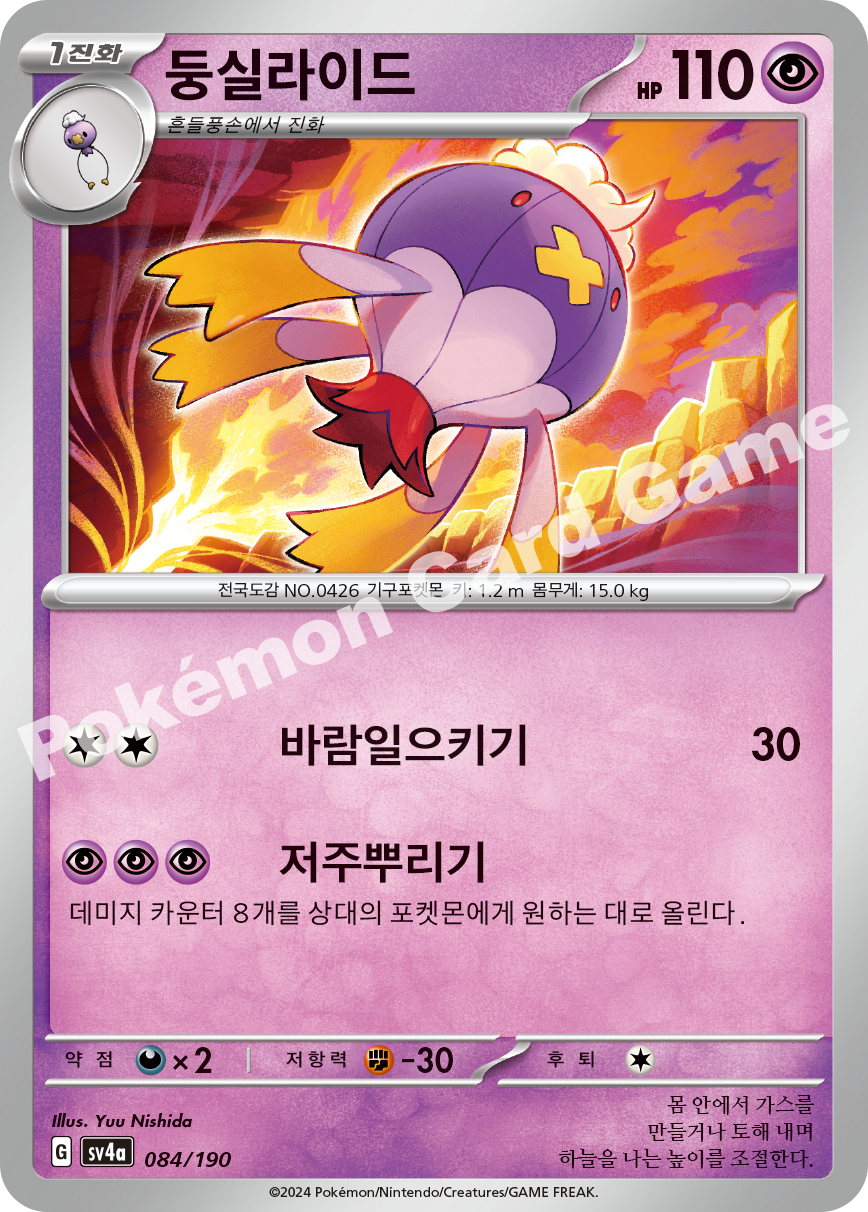 1진화
둥실라이드
HP 110
흔들풍손에서 진화
전국도감 NO.0426 기구포켓몬 키: 1.2 m 몸무게: 15.0 kg
Pokémon Card Game
바람일으키기 30
저주뿌리기
데미지 카운터 8개를 상대의 포켓몬에게 원하는 대로 올린다.
약점 ×2 저항력 -30 후퇴
몸 안에서 가스를
만들거나 토해 내며
하늘을 나는 높이를 조절한다.
Illus. Yuu Nishida
G sv4a 084/190
©2024 Pokémon/Nintendo/Creatures/GAME FREAK.